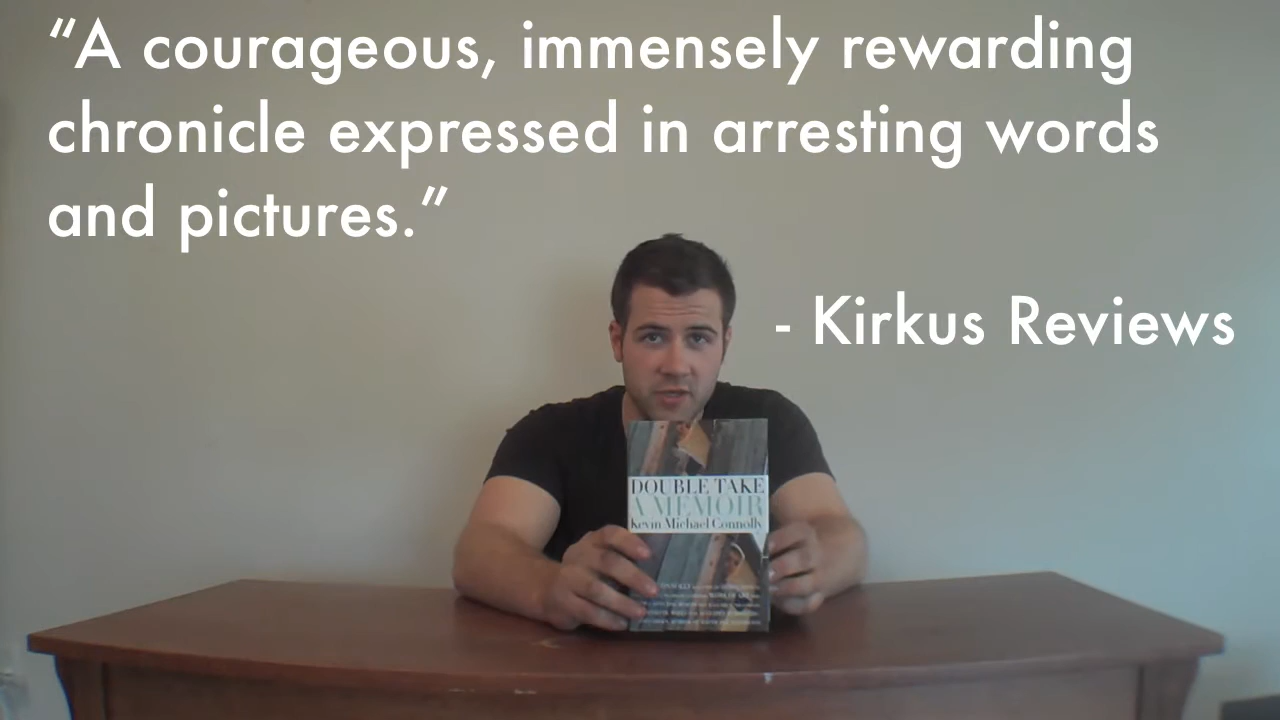 “A courageous, immensely rewarding
chronicle expressed in arresting words
and pictures.”
- Kirkus Reviews
DOUBLE TAKE
A MEMOIR
Kevin Michael Connolly